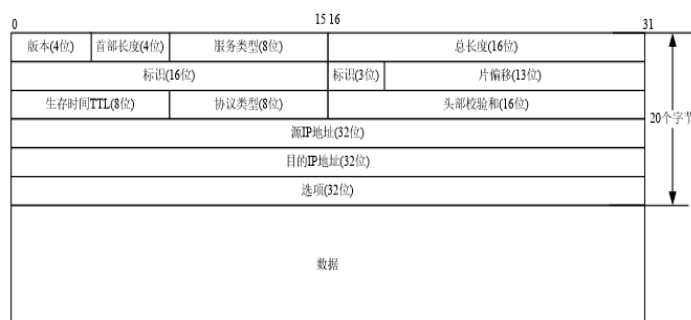 0 15 16 31
版本(4位) 首部长度(4位) 服务类型(8位) 总长度(16位)
标识(16位) 标识(3位) 片偏移(13位)
生存时间TTL(8位) 协议类型(8位) 头部校验和(16位)
20个字节
源IP地址(32位)
目的IP地址(32位)
选项(32位)
数据